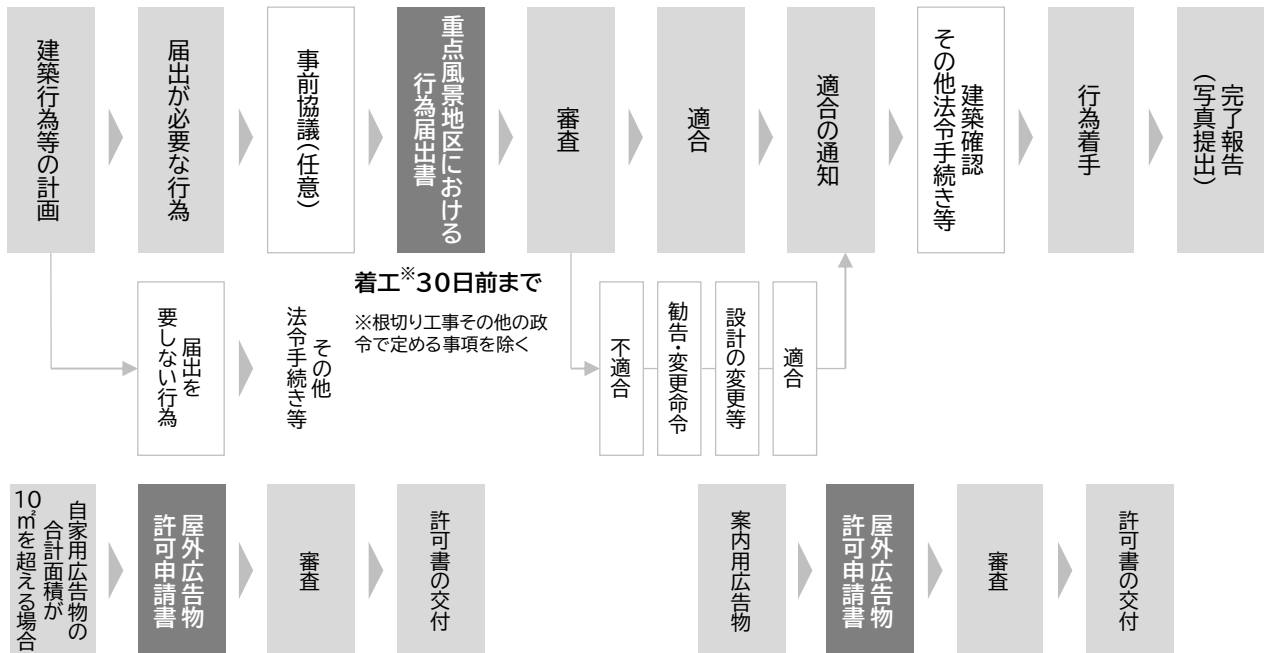 建築行為等の計画
届出が必要な行為
事前協議(任意)
重点風景地区における
行為届出書
審査
適合
適合の通知
建築確認
その他法令手続き等
行為着手
完了報告
(写真提出)
着工※30日前まで
※根切り工事その他の政
令で定める事項を除く
届出を
要しない行為
その他
法令手続き等
不適合
勧告・変更命令
設計の変更等
適合
自家用広告物の
合計面積が
10㎡を超える場合
屋外広告物
許可申請書
審査
許可書の交付
案内用広告物
屋外広告物
許可申請書
審査
許可書の交付